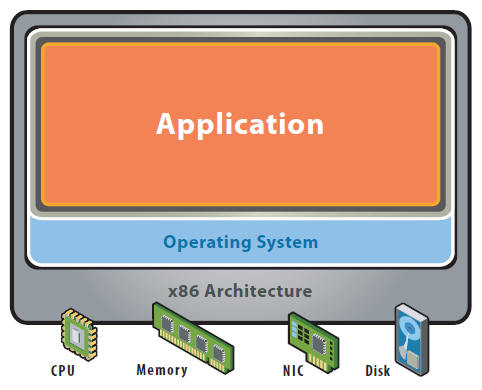 Application
Operating System
x86 Architecture
CPU
Memory
NIC
Disk